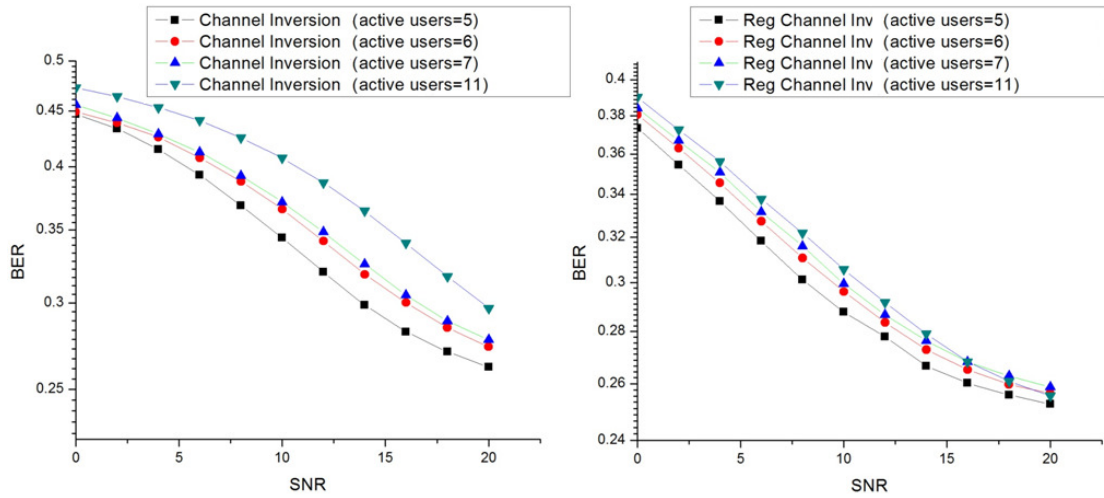 Channel Inversion (active users=5)
Channel Inversion (active users=6)
Channel Inversion (active users=7)
Channel Inversion (active users=11)
0.5
0.45
0.4
0.35
0.3
0.25
BER
0 5 10 15 20
SNR
Reg Channel Inv (active users=5)
Reg Channel Inv (active users=6)
Reg Channel Inv (active users=7)
Reg Channel Inv (active users=11)
0.4
0.38
0.36
0.34
0.32
0.3
0.28
0.26
0.24
BER
0 5 10 15 20
SNR